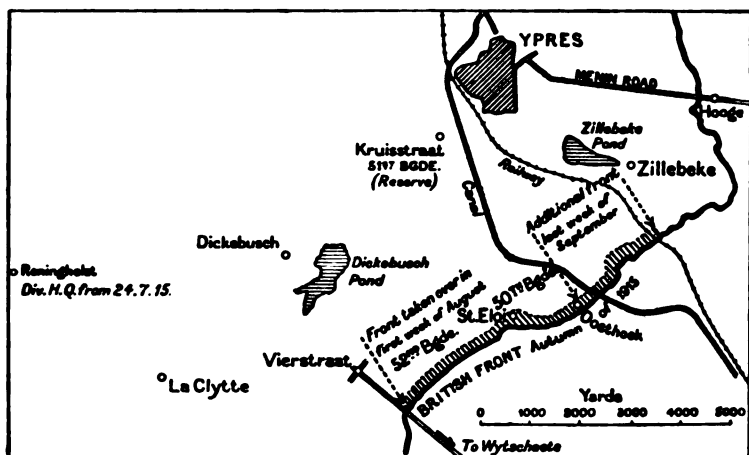 YPRES
MENIN ROAD
Hooge
Zillebeke
Pond
Zillebeke
Kruisstraat
51ST BGDE.
(Reserve)
Canal
Railway
Additional Front
last week of
September
Dickebusch
Dickebusch
Pond
Reninghelst
Div. H.Q. from 24.7.15.
Front taken over in
first week of August
52ND Bgde.
50TH Bgde.
St. Eloi
Oosthoek
BRITISH FRONT Autumn of 1915
Vierstraat
La Clytte
To Wytschaete
Yards
0 1000 2000 3000 4000 5000